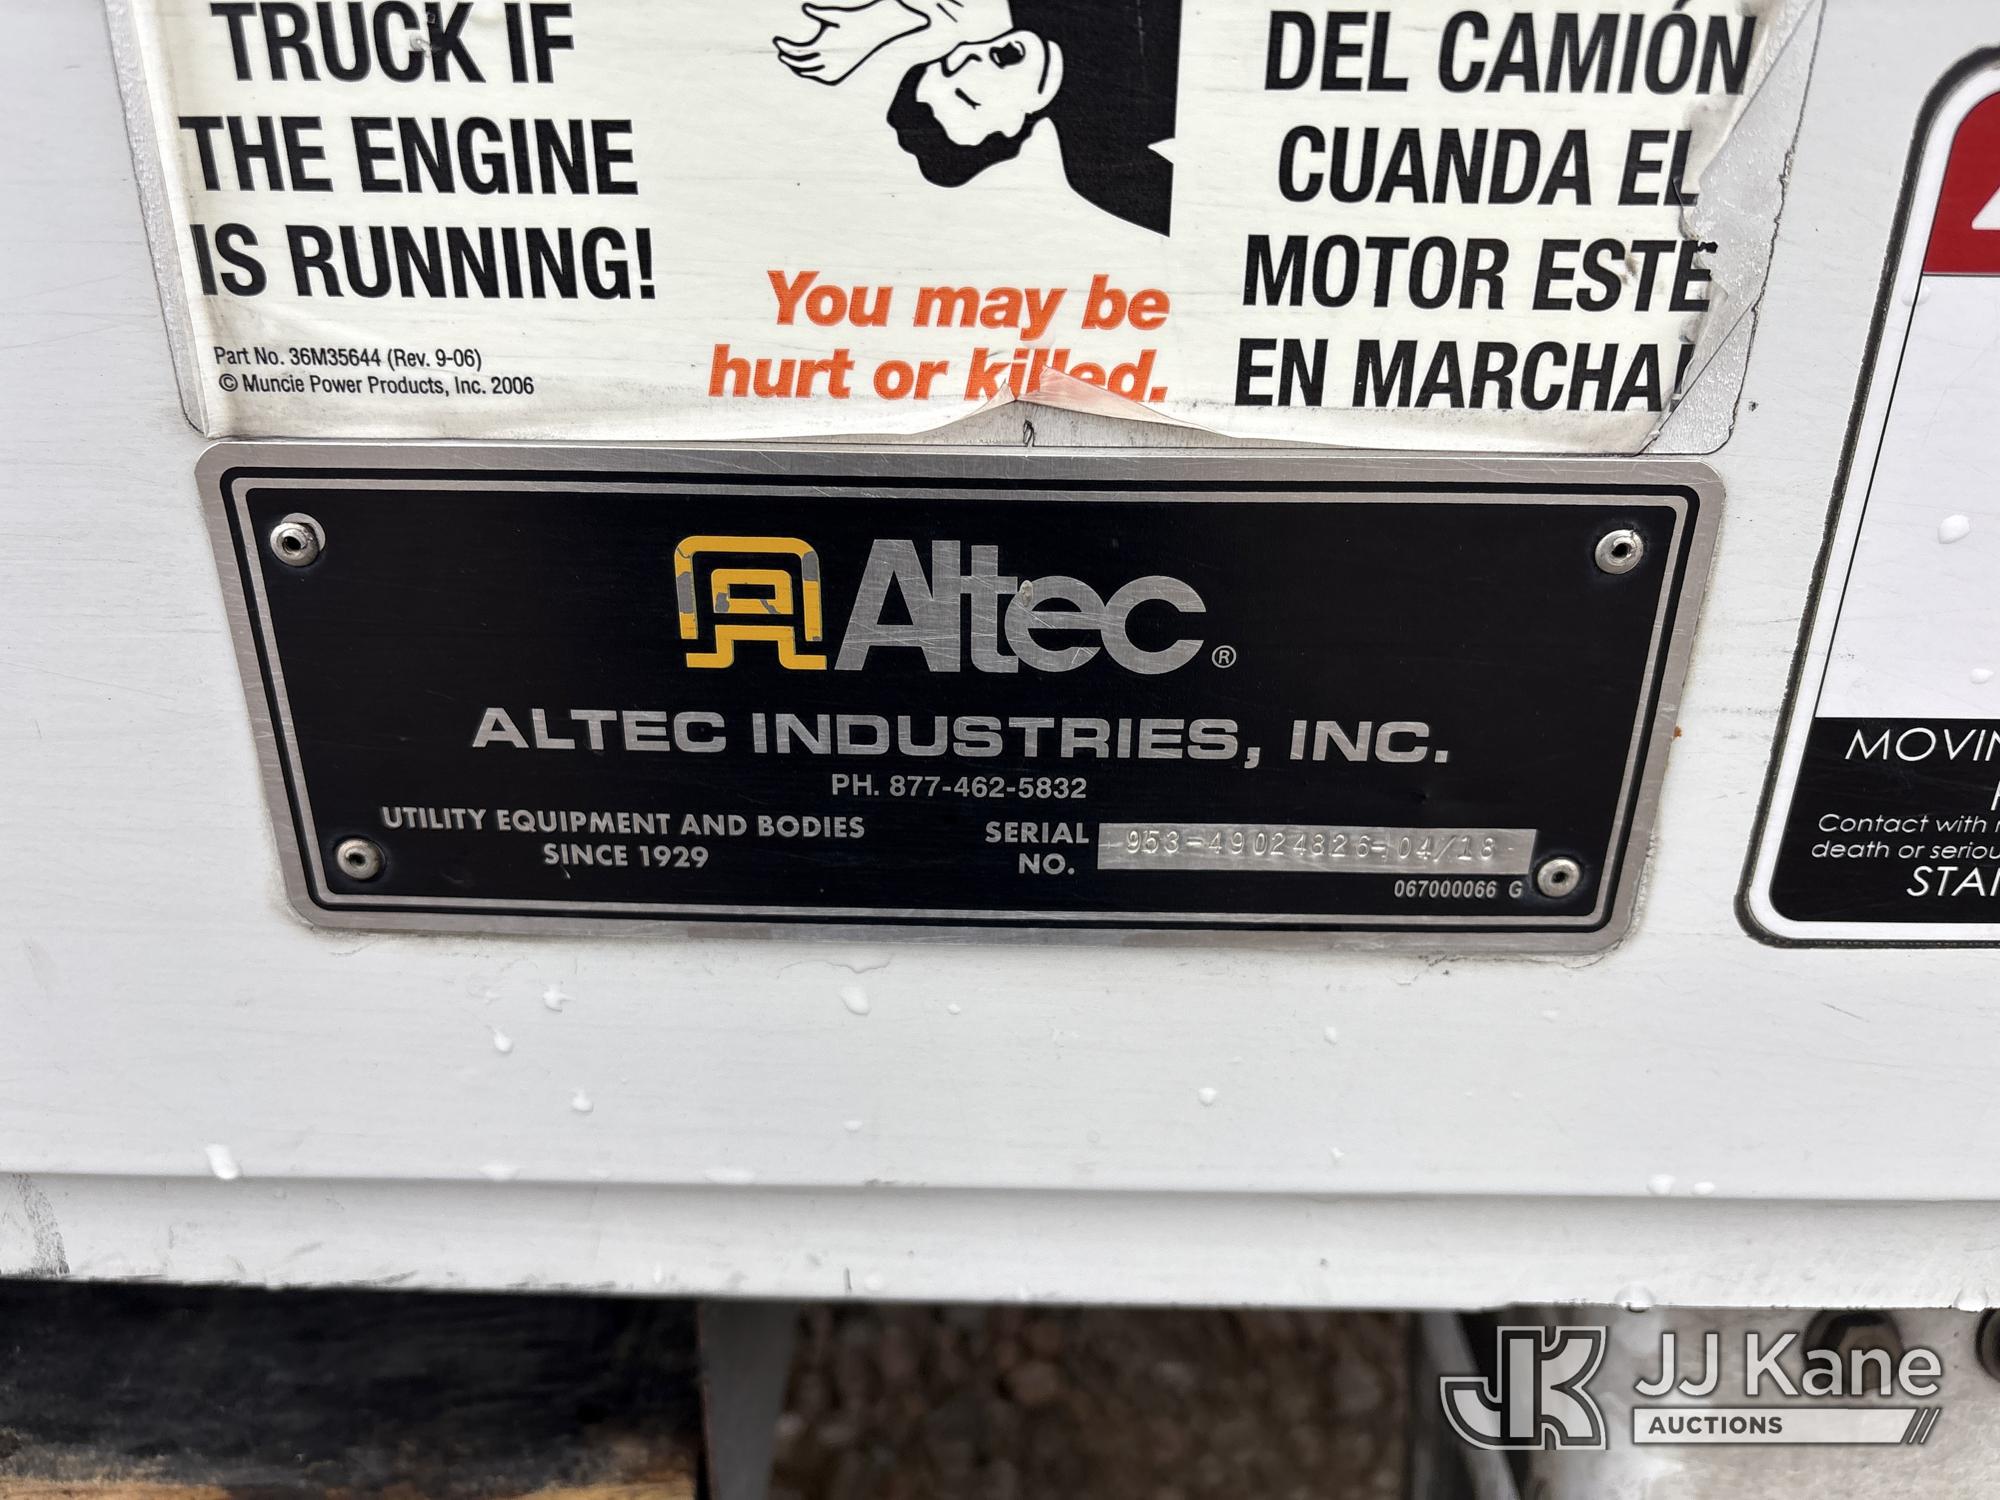 TRUCK IF
THE ENGINE
IS RUNNING!
Part No. 36M35644 (Rev. 9-06)
© Muncie Power Products, Inc. 2006
You may be
hurt or killed.
DEL CAMIÓN
CUANDA EL
MOTOR ESTE
EN MARCHA!
Altec®
ALTEC INDUSTRIES, INC.
PH. 877-462-5832
UTILITY EQUIPMENT AND BODIES
SINCE 1929
SERIAL
NO.
953-49024826-04/18
067000066 G
Contact with
death or
JJ Kane
AUCTIONS